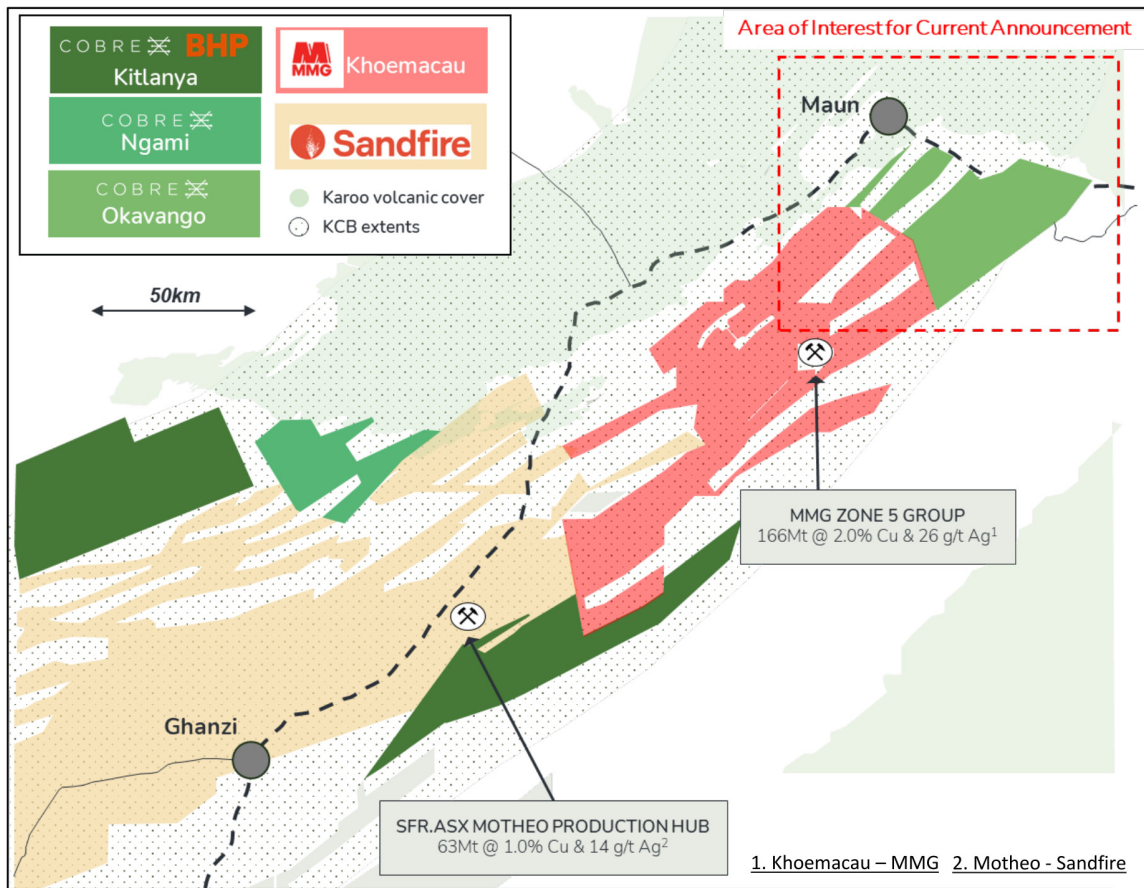 COBRE BHP
Kitlanya
COBRE
Ngami
COBRE
Okavango
M
MMG
Khoemacau
Sandfire
Karoo volcanic cover
KCB extents
Area of Interest for Current Announcement
Maun
50km
MMG ZONE 5 GROUP
166Mt @ 2.0% Cu & 26 g/t Ag¹
Ghanzi
SFR.ASX MOTHEO PRODUCTION HUB
63Mt @ 1.0% Cu & 14 g/t Ag²
1. Khoemacau – MMG 2. Motheo - Sandfire